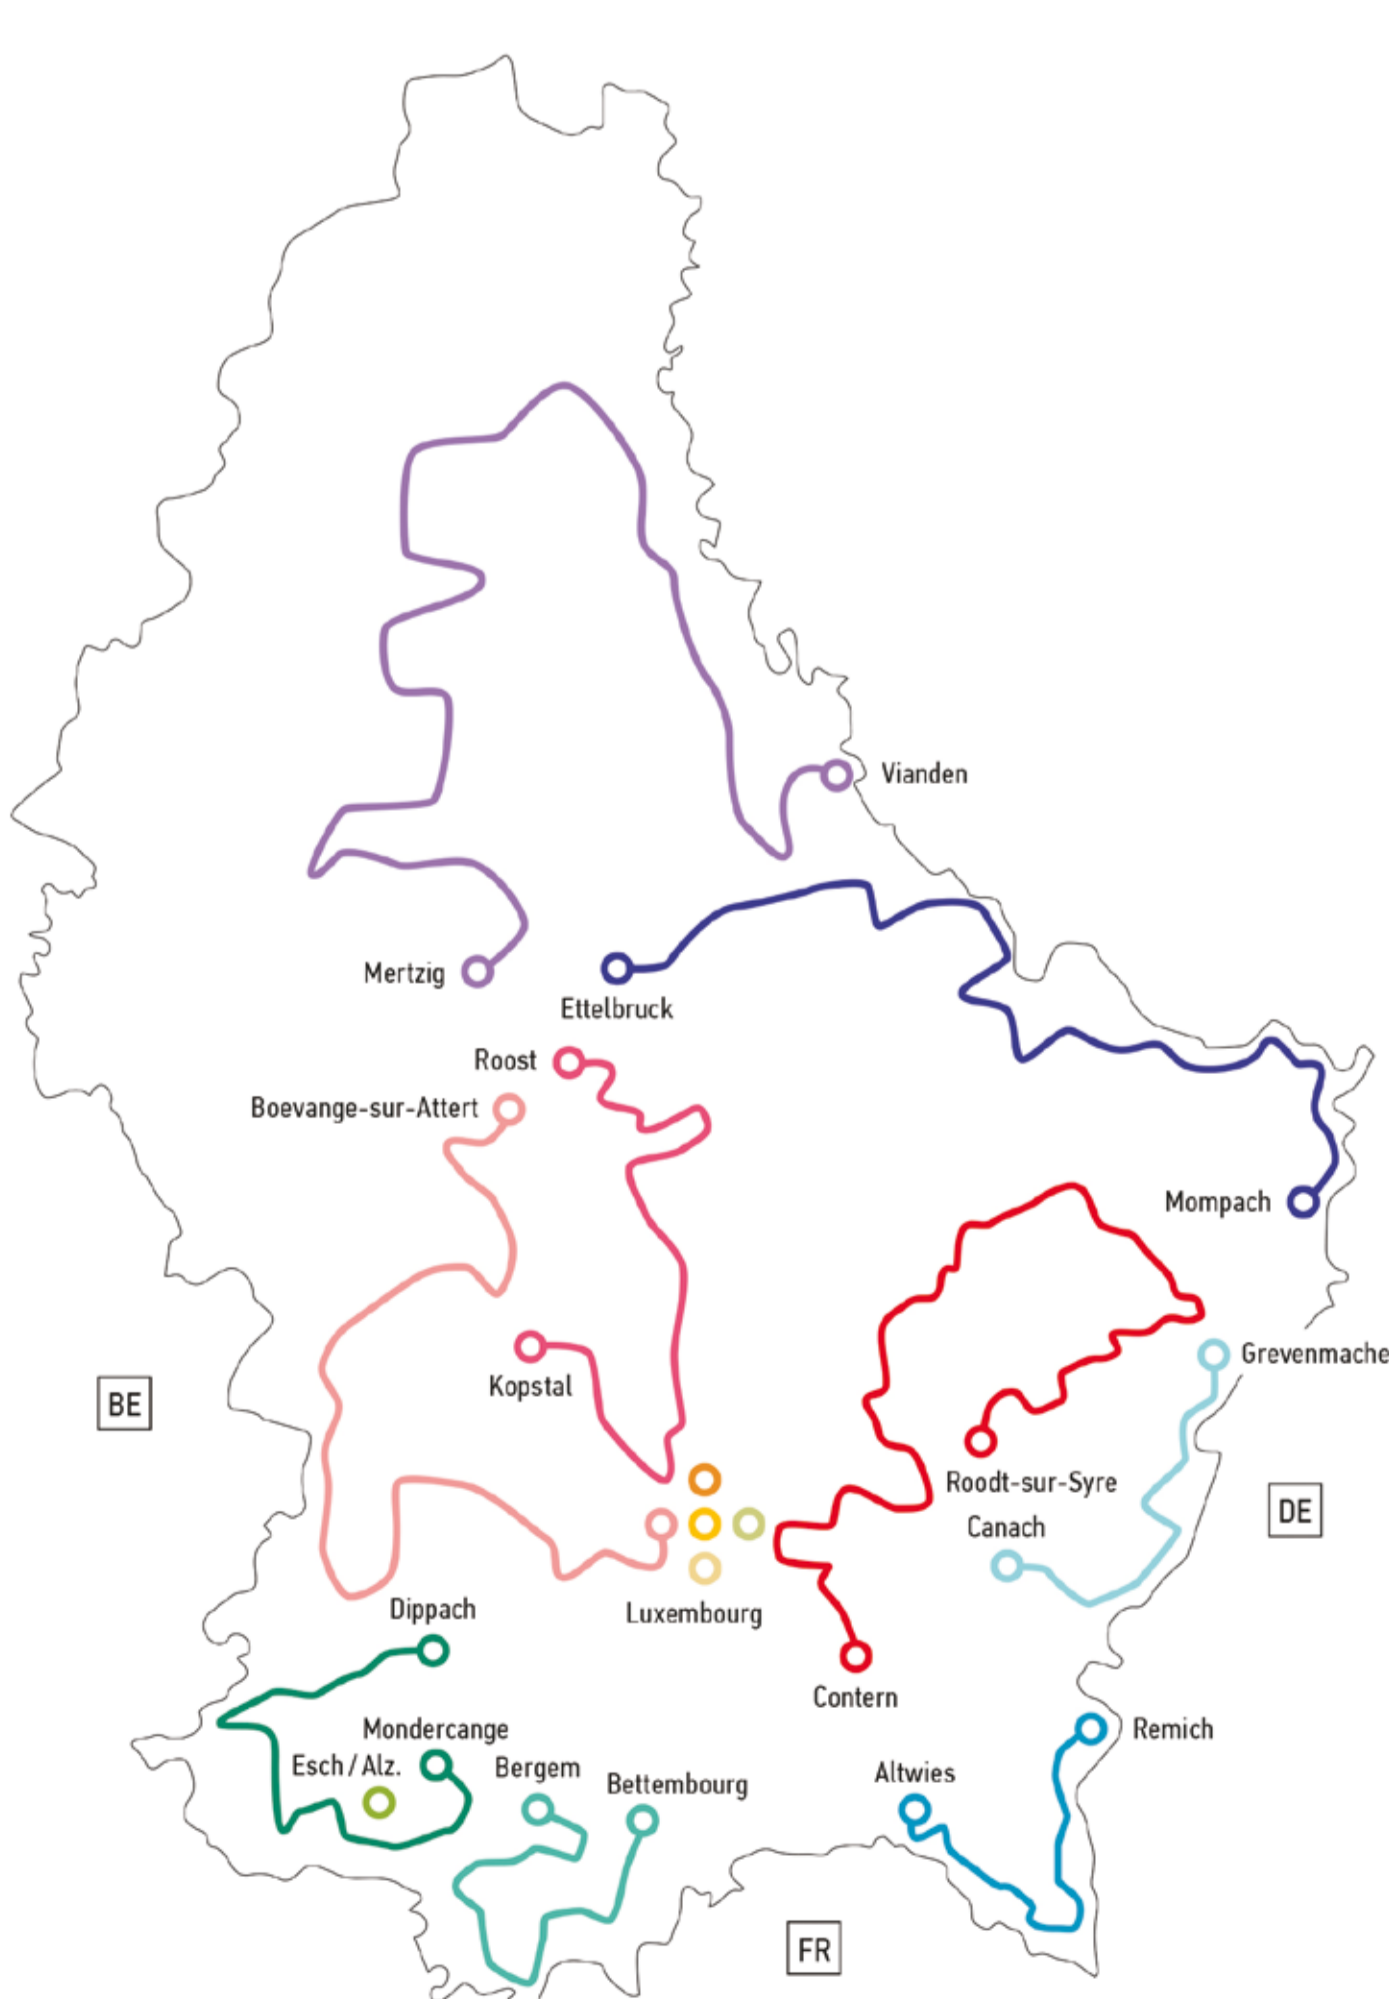 Vianden
Mertzig
Ettelbruck
Roost
Boevange-sur-Attert
Mompach
Grevenmache
Kopstal
BE
Roodt-sur-Syre
DE
Canach
Dippach
Luxembourg
Contern
Mondercange
Remich
Esch / Alz.
Bergem
Altwies
Bettembourg
FR